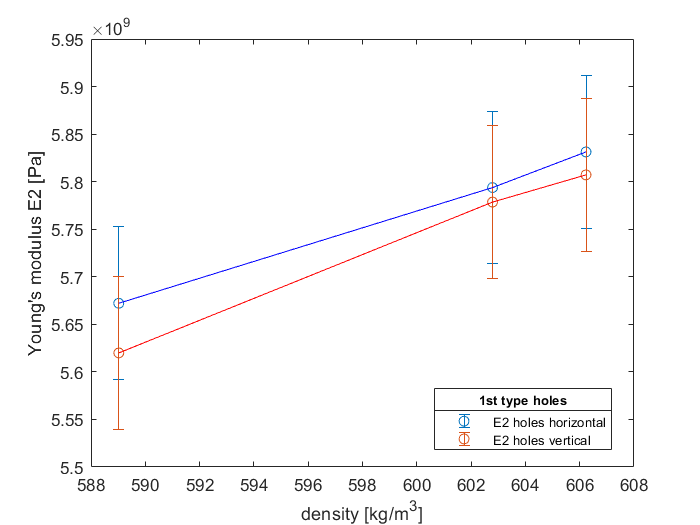 ×10^9
5.95
5.9
5.85
5.8
5.75
5.7
5.65
5.6
5.55
5.5
Young's modulus E2 [Pa]
1st type holes
E2 holes horizontal
E2 holes vertical
588 590 592 594 596 598 600 602 604 606 608
density [kg/m^3]